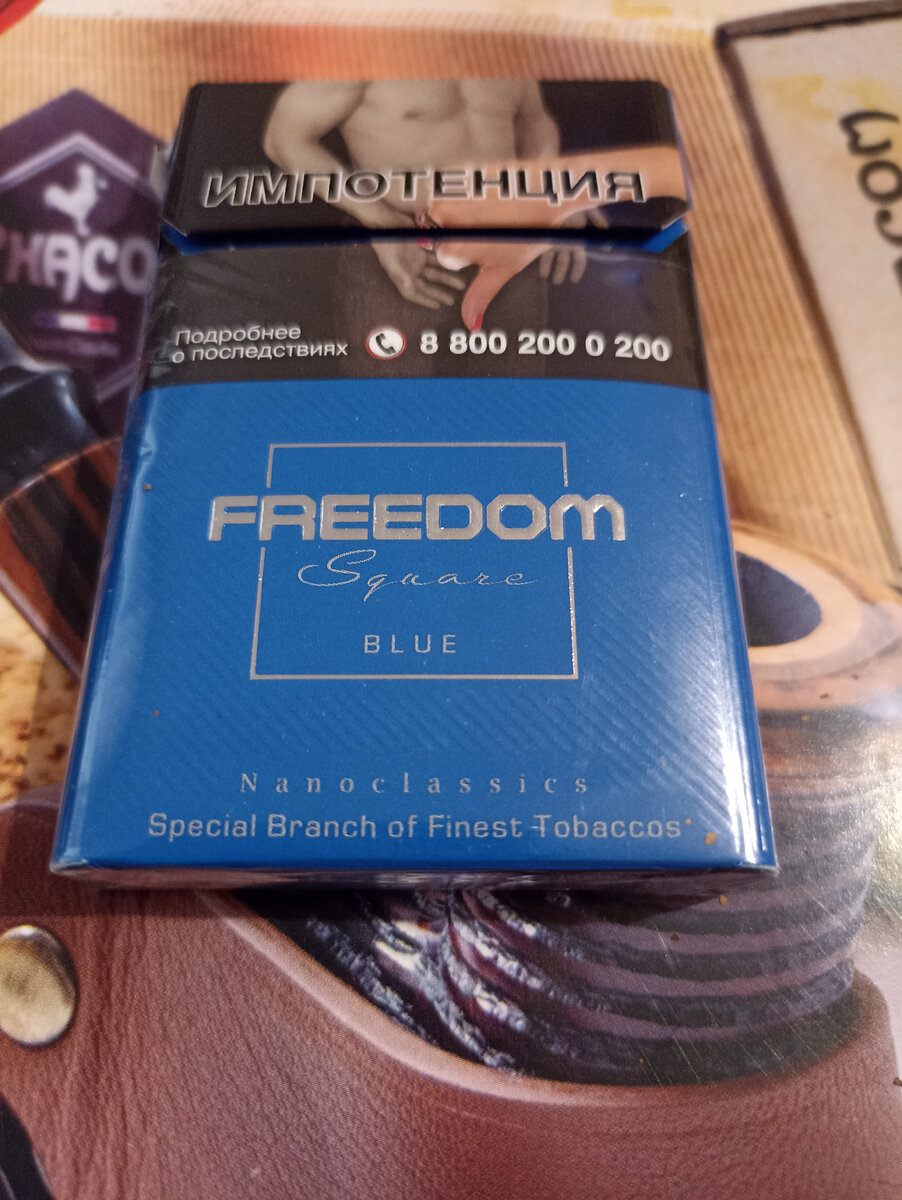 ИМПОТЕНЦИЯ
Подробнее
о последствиях
8 800 200 0 200
FREEDOM
Square
BLUE
Nanoclassics
Special Branch of Finest Tobaccos